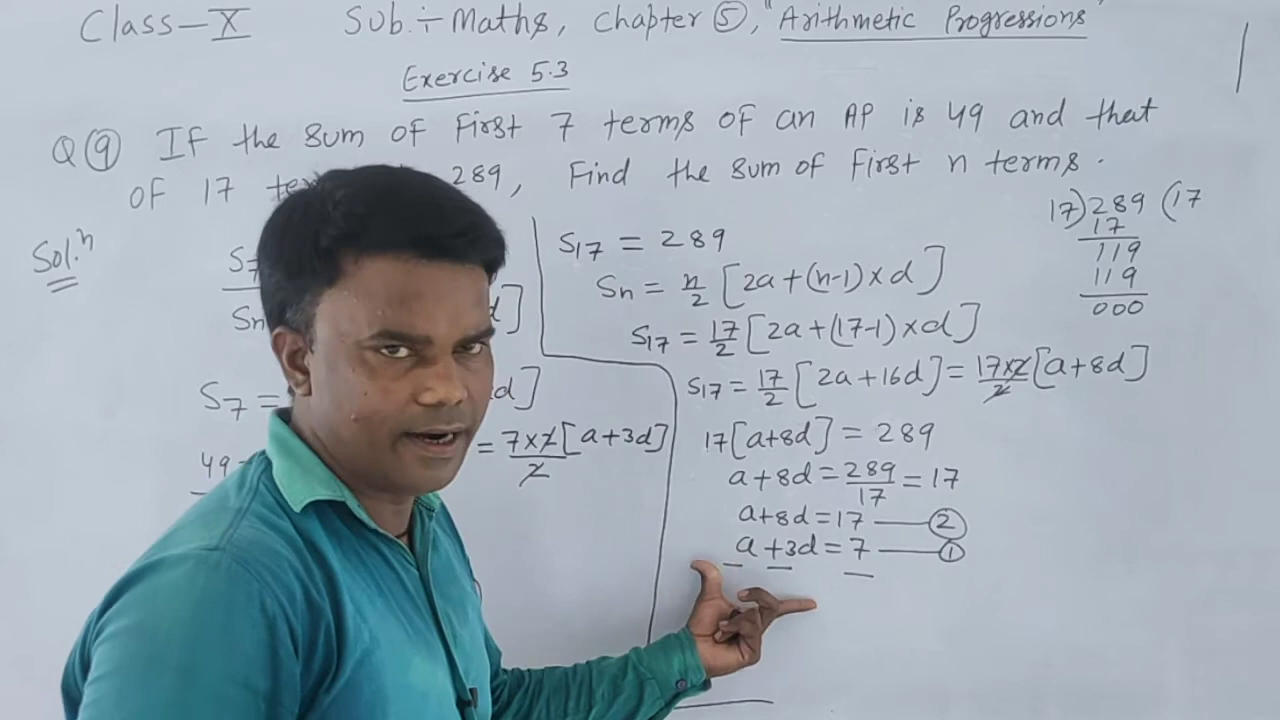 Class-X Sub.÷Maths, Chapter ⑤, "Arithmetic Progressions"
Exercise 5.3
Q⑨ If the sum of First 7 terms of an AP is 49 and that
of 17 289, Find the sum of First n terms.
Sol.ⁿ
S7
Sn d]
S7 = d]
49 = 7×2/2 [a+3d]
S17 = 289
Sn = n/2 [2a+(n-1)×d]
S17 = 17/2 [2a+(17-1)×d]
S17 = 17/2 [2a+16d] = 17×2/2 [a+8d]
17[a+8d] = 289
a+8d = 289/17 = 17
a+8d = 17 — ②
a+3d = 7 — ①
17)289(17
17
119
119
000